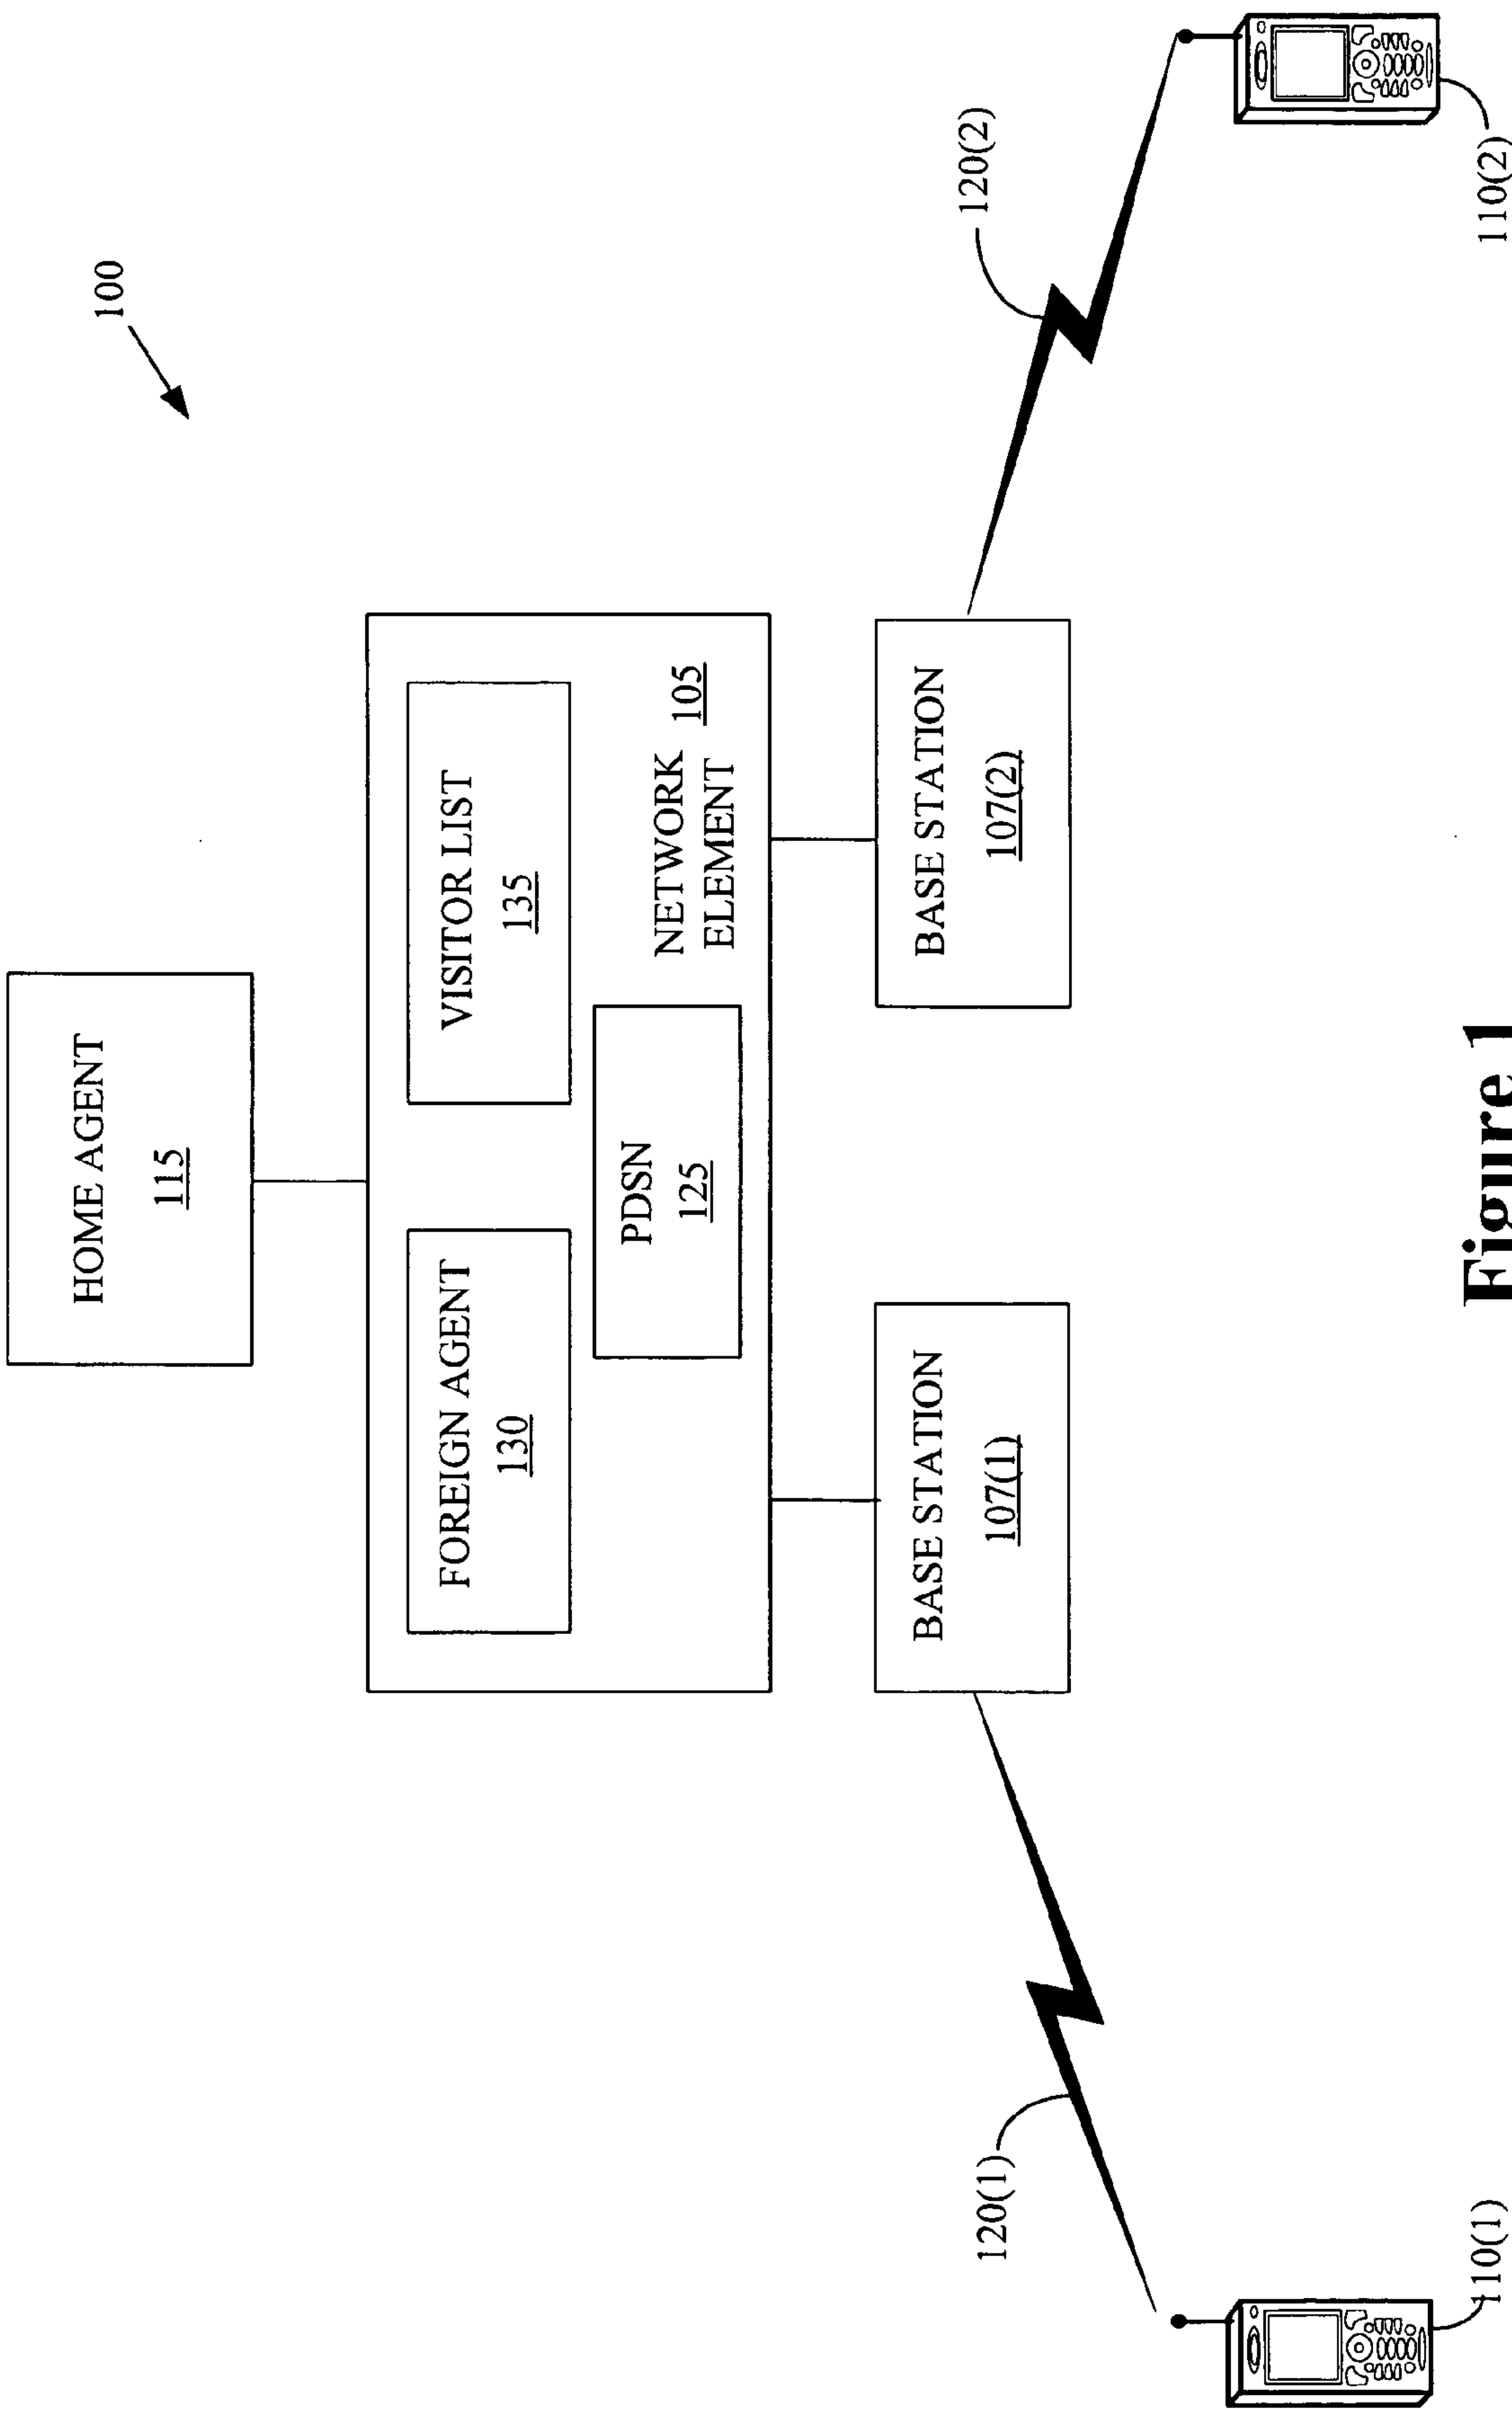 100
HOME AGENT
115
FOREIGN AGENT
130
VISITOR LIST
135
PDSN
125
NETWORK
ELEMENT
105
BASE STATION
107(1)
BASE STATION
107(2)
120(1)
120(2)
110(1)
110(2)
Figure 1